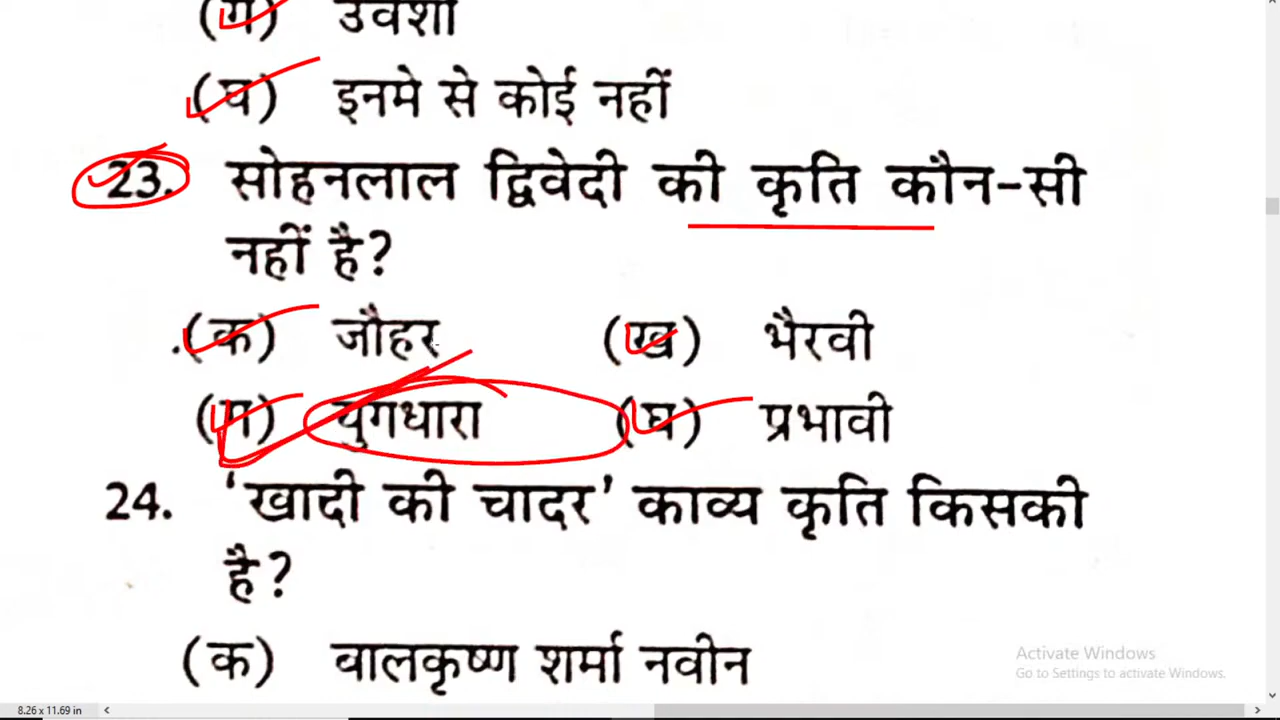 (ग) उर्वशी
(घ) इनमे से कोई नहीं
23. सोहनलाल द्विवेदी की कृति कौन-सी
नहीं है?
(क) जौहर (ख) भैरवी
(ग) युगधारा (घ) प्रभावी
24. 'खादी की चादर' काव्य कृति किसकी
है?
(क) वालकृष्ण शर्मा नवीन
Activate Windows
Go to Settings to activate Windows.
8.26 x 11.69 in